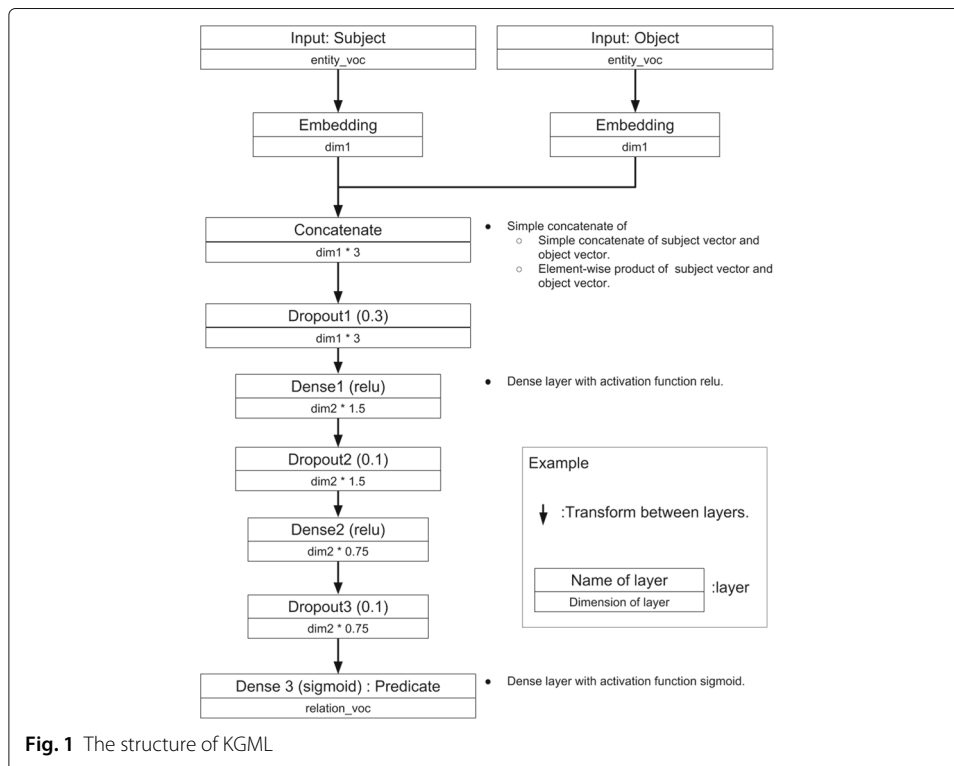 Input: Subject
entity_voc
Input: Object
entity_voc
Embedding
dim1
Embedding
dim1
Concatenate
dim1 * 3
● Simple concatenate of
○ Simple concatenate of subject vector and
object vector.
○ Element-wise product of subject vector and
object vector.
Dropout1 (0.3)
dim1 * 3
Dense1 (relu)
dim2 * 1.5
● Dense layer with activation function relu.
Dropout2 (0.1)
dim2 * 1.5
Dense2 (relu)
dim2 * 0.75
Dropout3 (0.1)
dim2 * 0.75
Example
:Transform between layers.
Name of layer
Dimension of layer
:layer
Dense 3 (sigmoid) : Predicate
relation_voc
● Dense layer with activation function sigmoid.
Fig. 1 The structure of KGML